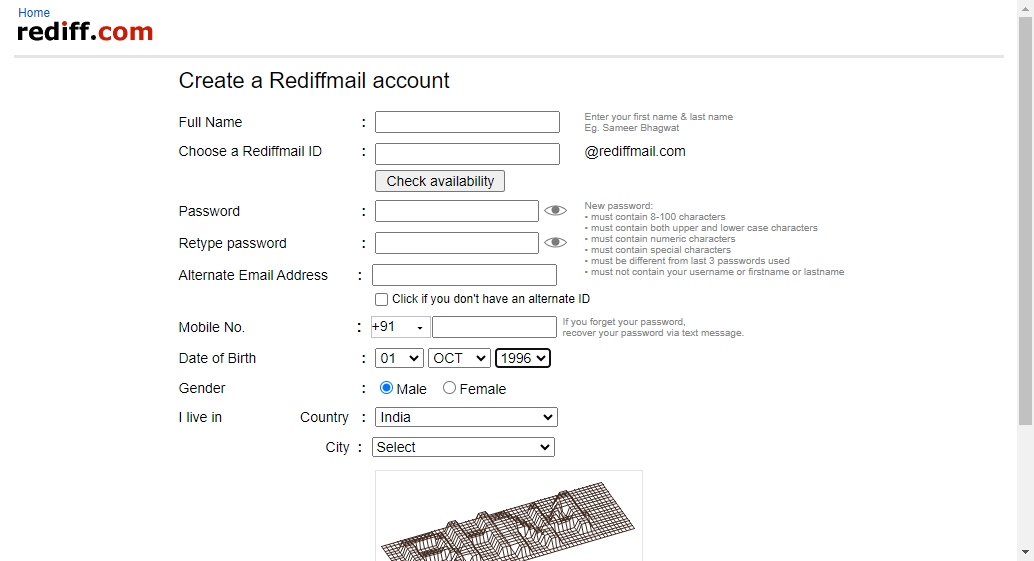 Home
rediff.com
Create a Rediffmail account
Full Name :
Enter your first name & last name
Eg. Sameer Bhagwat
Choose a Rediffmail ID : @rediffmail.com
Check availability
Password :
Retype password :
New password:
• must contain 8-100 characters
• must contain both upper and lower case characters
• must contain numeric characters
• must contain special characters
• must be different from last 3 passwords used
• must not contain your username or firstname or lastname
Alternate Email Address :
Click if you don't have an alternate ID
Mobile No. : +91
If you forget your password,
recover your password via text message.
Date of Birth : 01 OCT 1996
Gender : Male Female
I live in Country : India
City : Select